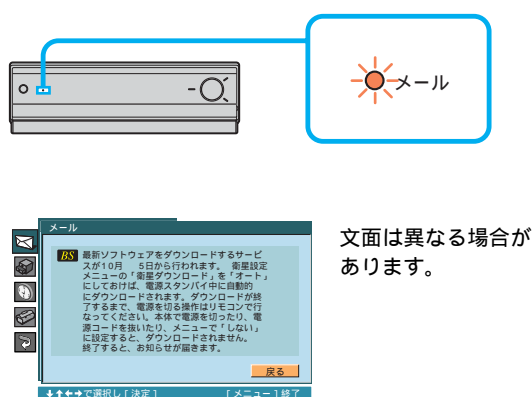 メール
メール
BS 最新ソフトウェアをダウンロードするサービ
スが10月　5日から行われます。 衛星設定
メニューの「衛星ダウンロード」を「オート」
にしておけば、電源スタンバイ中に自動的
にダウンロードされます。ダウンロードが終
了するまで、電源を切る操作はリモコンで行
なってください。本体で電源を切ったり、電
源コードを抜いたり、メニューで「しない」
に設定すると、ダウンロードされません。
終了すると、お知らせが届きます。
戻る
↓↑←→で選択し［決定］　［メニュー］終了
文面は異なる場合が
あります。